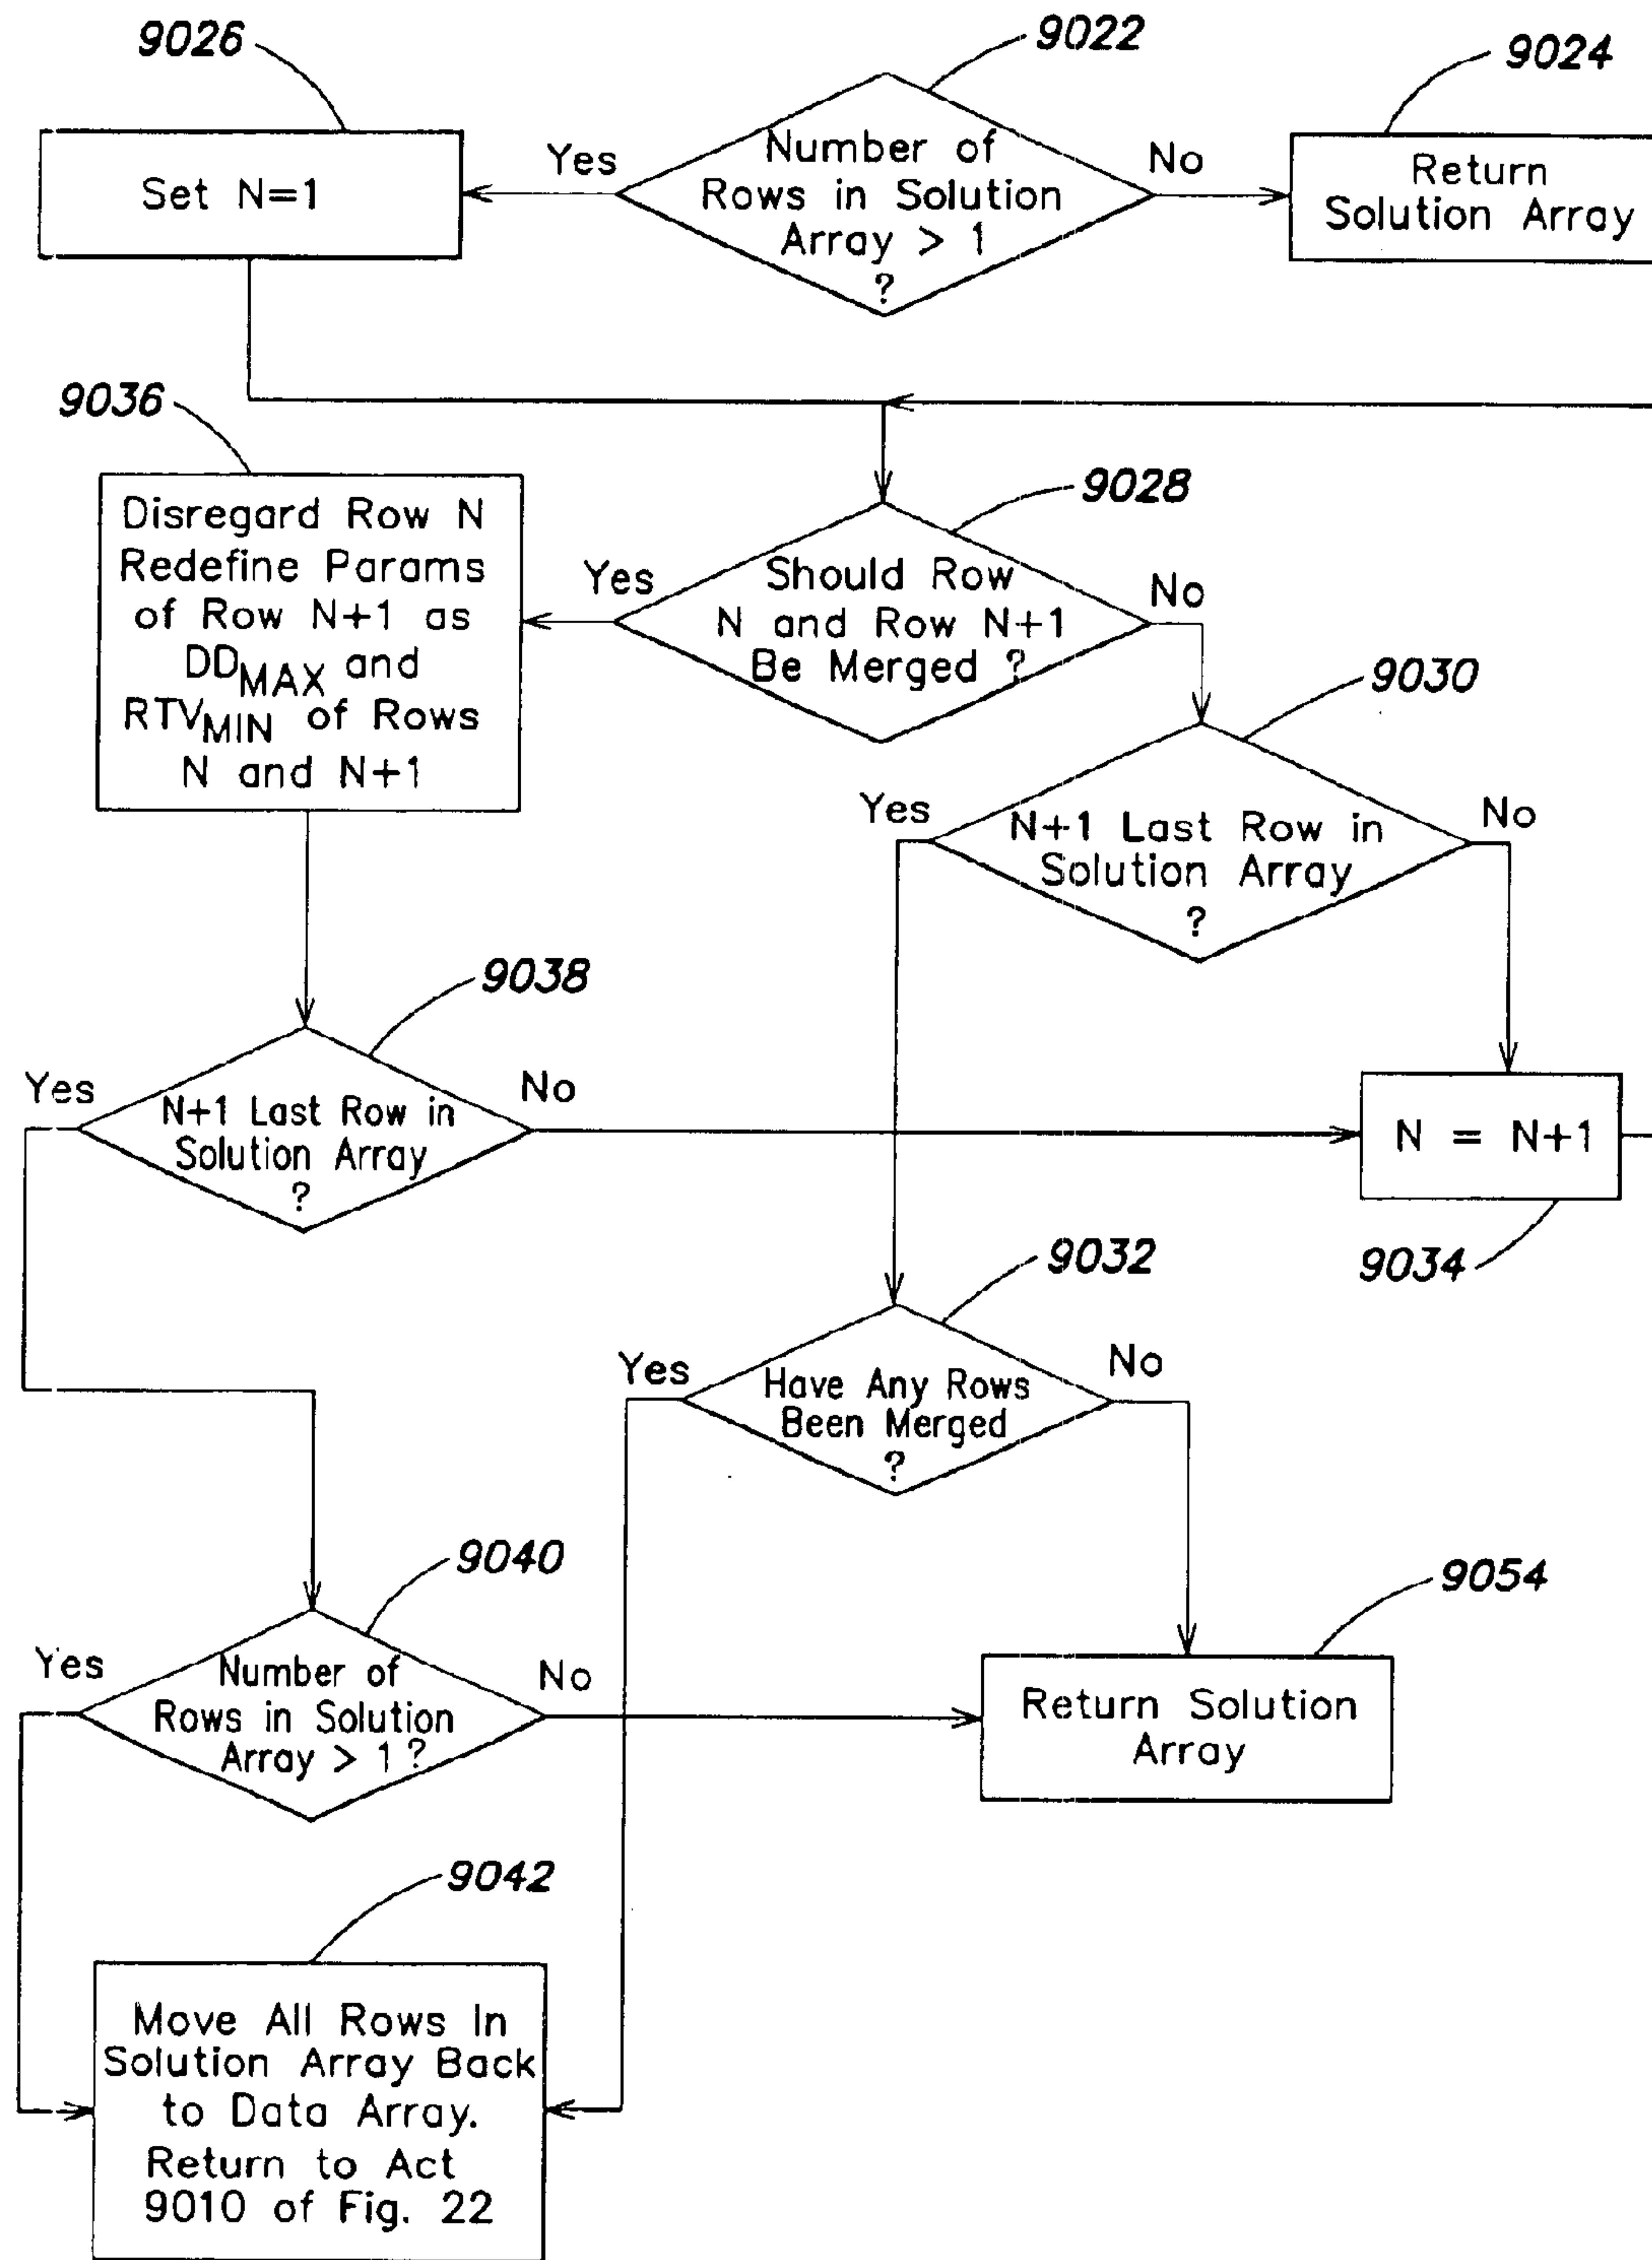 9026
9022
9024
Set N=1
Yes
Number of
Rows in Solution
Array > 1
?
No
Return
Solution Array
9036
9028
Disregard Row N
Redefine Params
of Row N+1 as
DDMAX and
RTVMIN of Rows
N and N+1
Yes
Should Row
N and Row N+1
Be Merged ?
No
9030
Yes
N+1 Last Row in
Solution Array
?
No
9038
Yes
N+1 Last Row in
Solution Array
?
No
N = N+1
9034
9032
Yes
Have Any Rows
Been Merged
?
No
9040
9054
Yes
Number of
Rows in Solution
Array > 1 ?
No
Return Solution
Array
9042
Move All Rows In
Solution Array Back
to Data Array.
Return to Act
9010 of Fig. 22